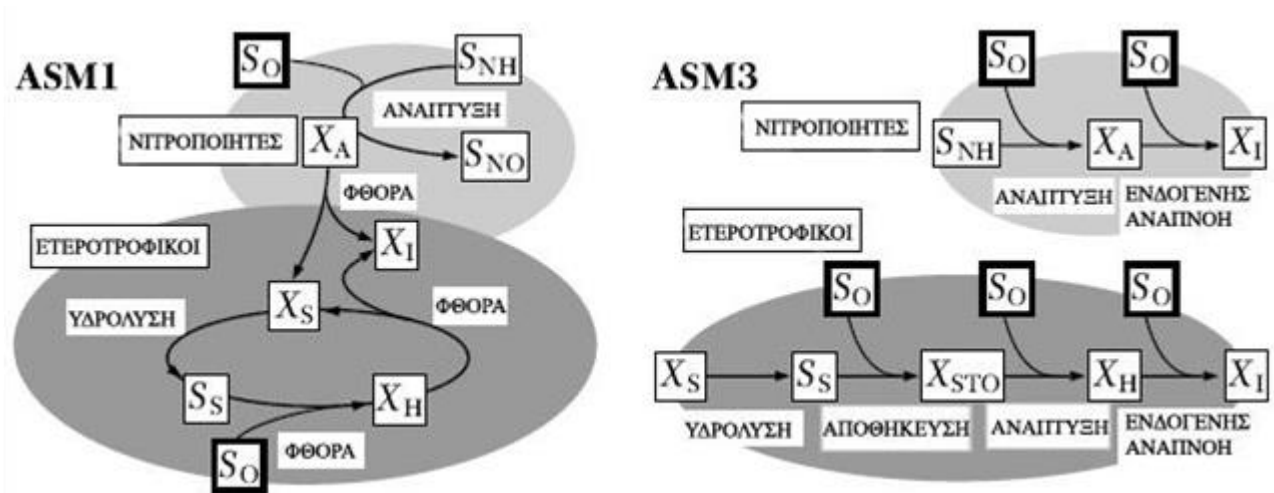 ASM1
S_O
S_NH
ΑΝΑΠΤΥΞΗ
ΝΙΤΡΟΠΟΙΗΤΕΣ
X_A
S_NO
ΦΘΟΡΑ
ΕΤΕΡΟΤΡΟΦΙΚΟΙ
X_I
X_S
ΦΘΟΡΑ
ΥΔΡΟΛΥΣΗ
S_S
X_H
ΦΘΟΡΑ
S_O
ASM3
S_O
S_O
ΝΙΤΡΟΠΟΙΗΤΕΣ
S_NH
X_A
X_I
ΑΝΑΠΤΥΞΗ
ΕΝΔΟΓΕΝΗΣ
ΑΝΑΠΝΟΗ
ΕΤΕΡΟΤΡΟΦΙΚΟΙ
S_O
S_O
S_O
X_S
S_S
X_STO
X_H
X_I
ΥΔΡΟΛΥΣΗ
ΑΠΟΘΗΚΕΥΣΗ
ΑΝΑΠΤΥΞΗ
ΕΝΔΟΓΕΝΗΣ
ΑΝΑΠΝΟΗ